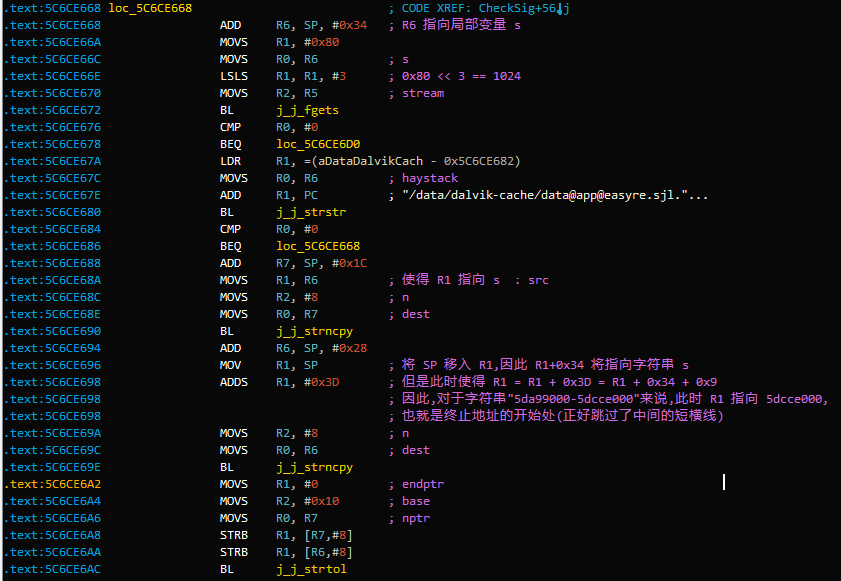 .text:5C6CE668 loc_5C6CE668 ; CODE XREF: CheckSig+56↓j
.text:5C6CE668 ADD R6, SP, #0x34 ; R6 指向局部变量 s
.text:5C6CE66A MOVS R1, #0x80
.text:5C6CE66C MOVS R0, R6 ; s
.text:5C6CE66E LSLS R1, R1, #3 ; 0x80 << 3 == 1024
.text:5C6CE670 MOVS R2, R5 ; stream
.text:5C6CE672 BL j_j_fgets
.text:5C6CE676 CMP R0, #0
.text:5C6CE678 BEQ loc_5C6CE6D0
.text:5C6CE67A LDR R1, =(aDataDalvikCach - 0x5C6CE682)
.text:5C6CE67C MOVS R0, R6 ; haystack
.text:5C6CE67E ADD R1, PC ; "/data/dalvik-cache/data@app@easyre.sjl."...
.text:5C6CE680 BL j_j_strstr
.text:5C6CE684 CMP R0, #0
.text:5C6CE686 BEQ loc_5C6CE668
.text:5C6CE688 ADD R7, SP, #0x1C
.text:5C6CE68A MOVS R1, R6 ; 使得 R1 指向 s : src
.text:5C6CE68C MOVS R2, #8 ; n
.text:5C6CE68E MOVS R0, R7 ; dest
.text:5C6CE690 BL j_j_strncpy
.text:5C6CE694 ADD R6, SP, #0x28
.text:5C6CE696 MOV R1, SP ; 将 SP 移入 R1,因此 R1+0x34 将指向字符串 s
.text:5C6CE698 ADDS R1, #0x3D ; 但是此时使得 R1 = R1 + 0x3D = R1 + 0x34 + 0x9
.text:5C6CE698 ; 因此,对于字符串"5da99000-5dcce000"来说,此时 R1 指向 5dcce000,
.text:5C6CE698 ; 也就是终止地址的开始处(正好跳过了中间的短横线)
.text:5C6CE69A MOVS R2, #8 ; n
.text:5C6CE69C MOVS R0, R6 ; dest
.text:5C6CE69E BL j_j_strncpy
.text:5C6CE6A2 MOVS R1, #0 ; endptr
.text:5C6CE6A4 MOVS R2, #0x10 ; base
.text:5C6CE6A6 MOVS R0, R7 ; nptr
.text:5C6CE6A8 STRB R1, [R7,#8]
.text:5C6CE6AA STRB R1, [R6,#8]
.text:5C6CE6AC BL j_j_strtol